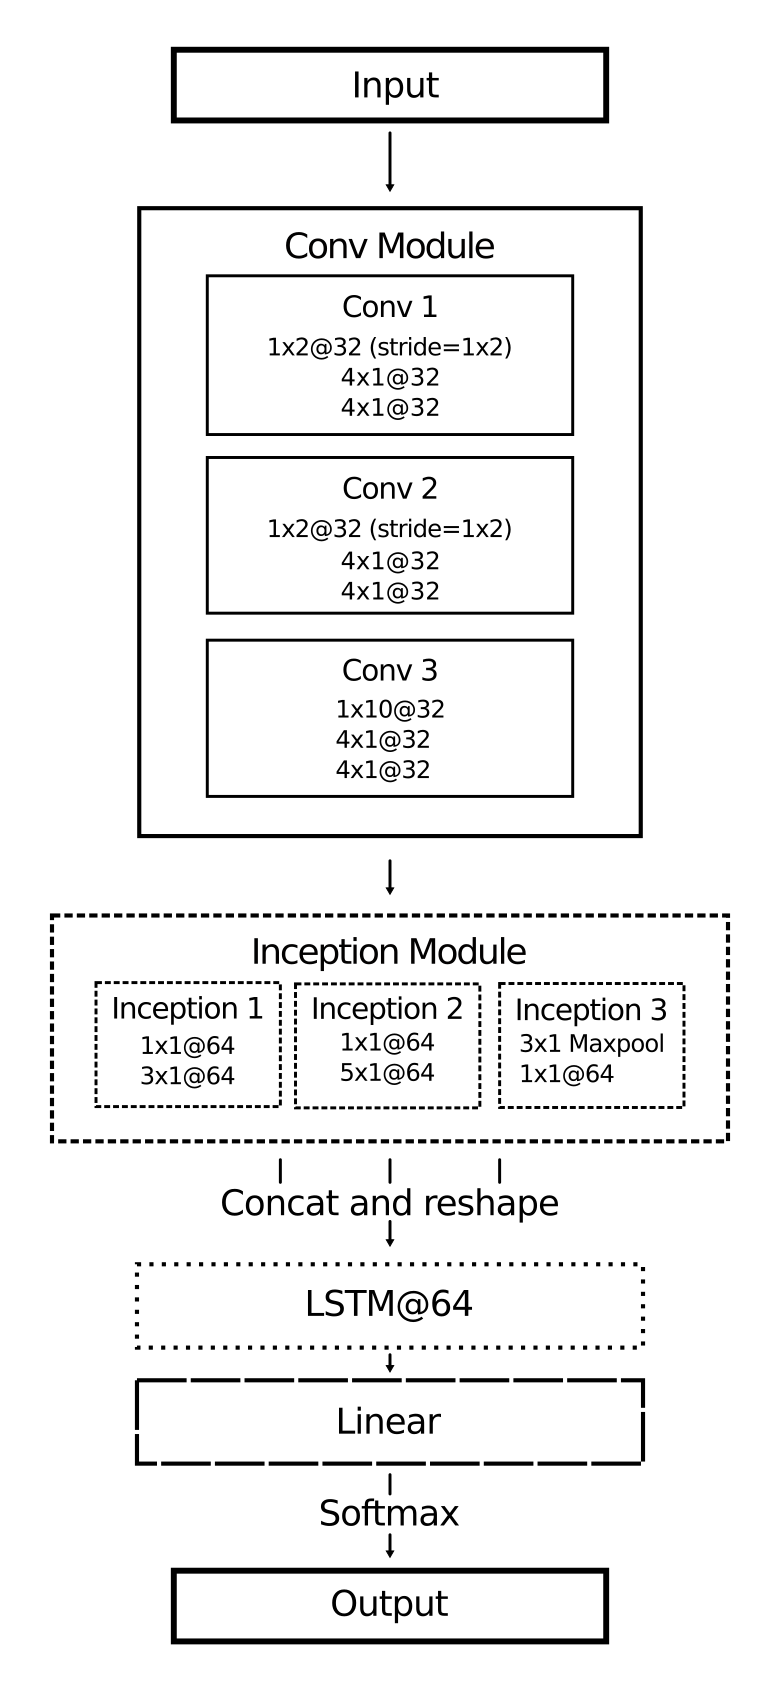 Input
Conv Module
Conv 1
1x2@32 (stride=1x2)
4x1@32
4x1@32
Conv 2
1x2@32 (stride=1x2)
4x1@32
4x1@32
Conv 3
1x10@32
4x1@32
4x1@32
Inception Module
Inception 1
1x1@64
3x1@64
Inception 2
1x1@64
5x1@64
Inception 3
3x1 Maxpool
1x1@64
Concat and reshape
LSTM@64
Linear
Softmax
Output